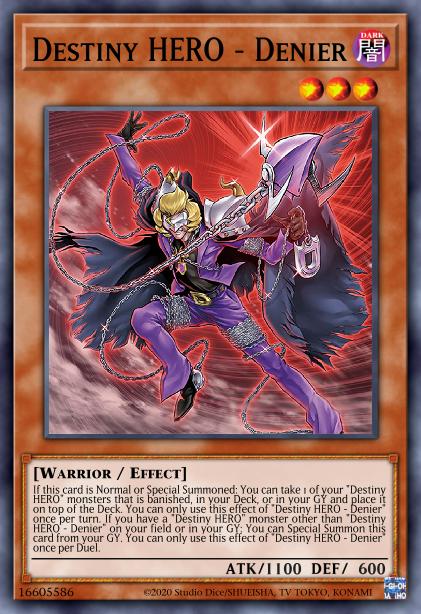 DESTINY HERO - DENIER
DARK
闇
[WARRIOR / EFFECT]
If this card is Normal or Special Summoned: You can take 1 of your "Destiny
HERO" monsters that is banished, in your Deck, or in your GY and place it
on top of the Deck. You can only use this effect of "Destiny HERO - Denier"
once per turn. If you have a "Destiny HERO" monster other than "Destiny
HERO - Denier" on your field or in your GY: You can Special Summon this
card from your GY. You can only use this effect of "Destiny HERO - Denier"
once per Duel.
ATK/1100 DEF/ 600
16605586 ©2020 Studio Dice/SHUEISHA, TV TOKYO, KONAMI